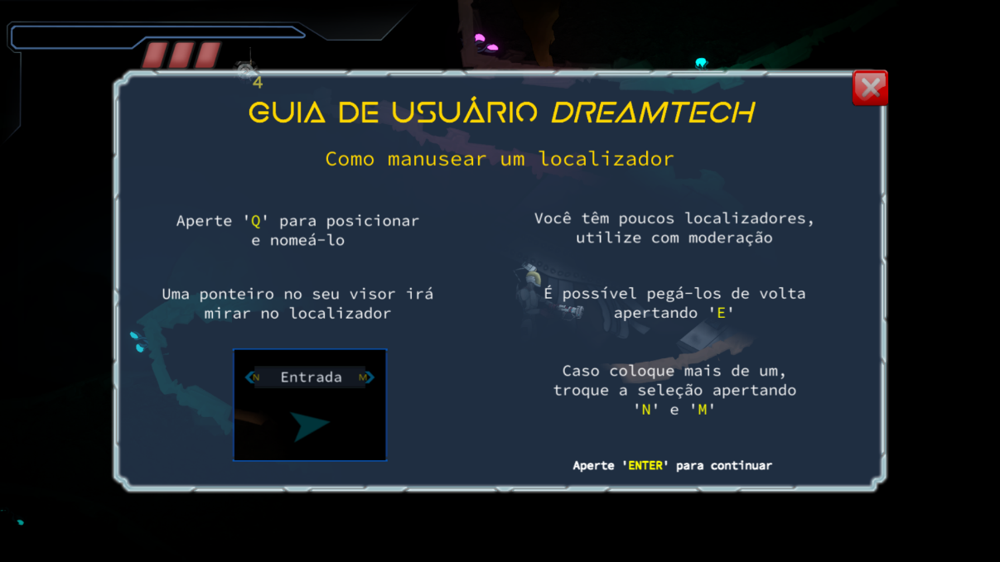 4
GUIA DE USUÁRIO DREAMTECH
Como manusear um localizador
Aperte 'Q' para posicionar
e nomeá-lo
Uma ponteiro no seu visor irá
mirar no localizador
N Entrada M
Você têm poucos localizadores,
utilize com moderação
É possível pegá-los de volta
apertando 'E'
Caso coloque mais de um,
troque a seleção apertando
'N' e 'M'
Aperte 'ENTER' para continuar